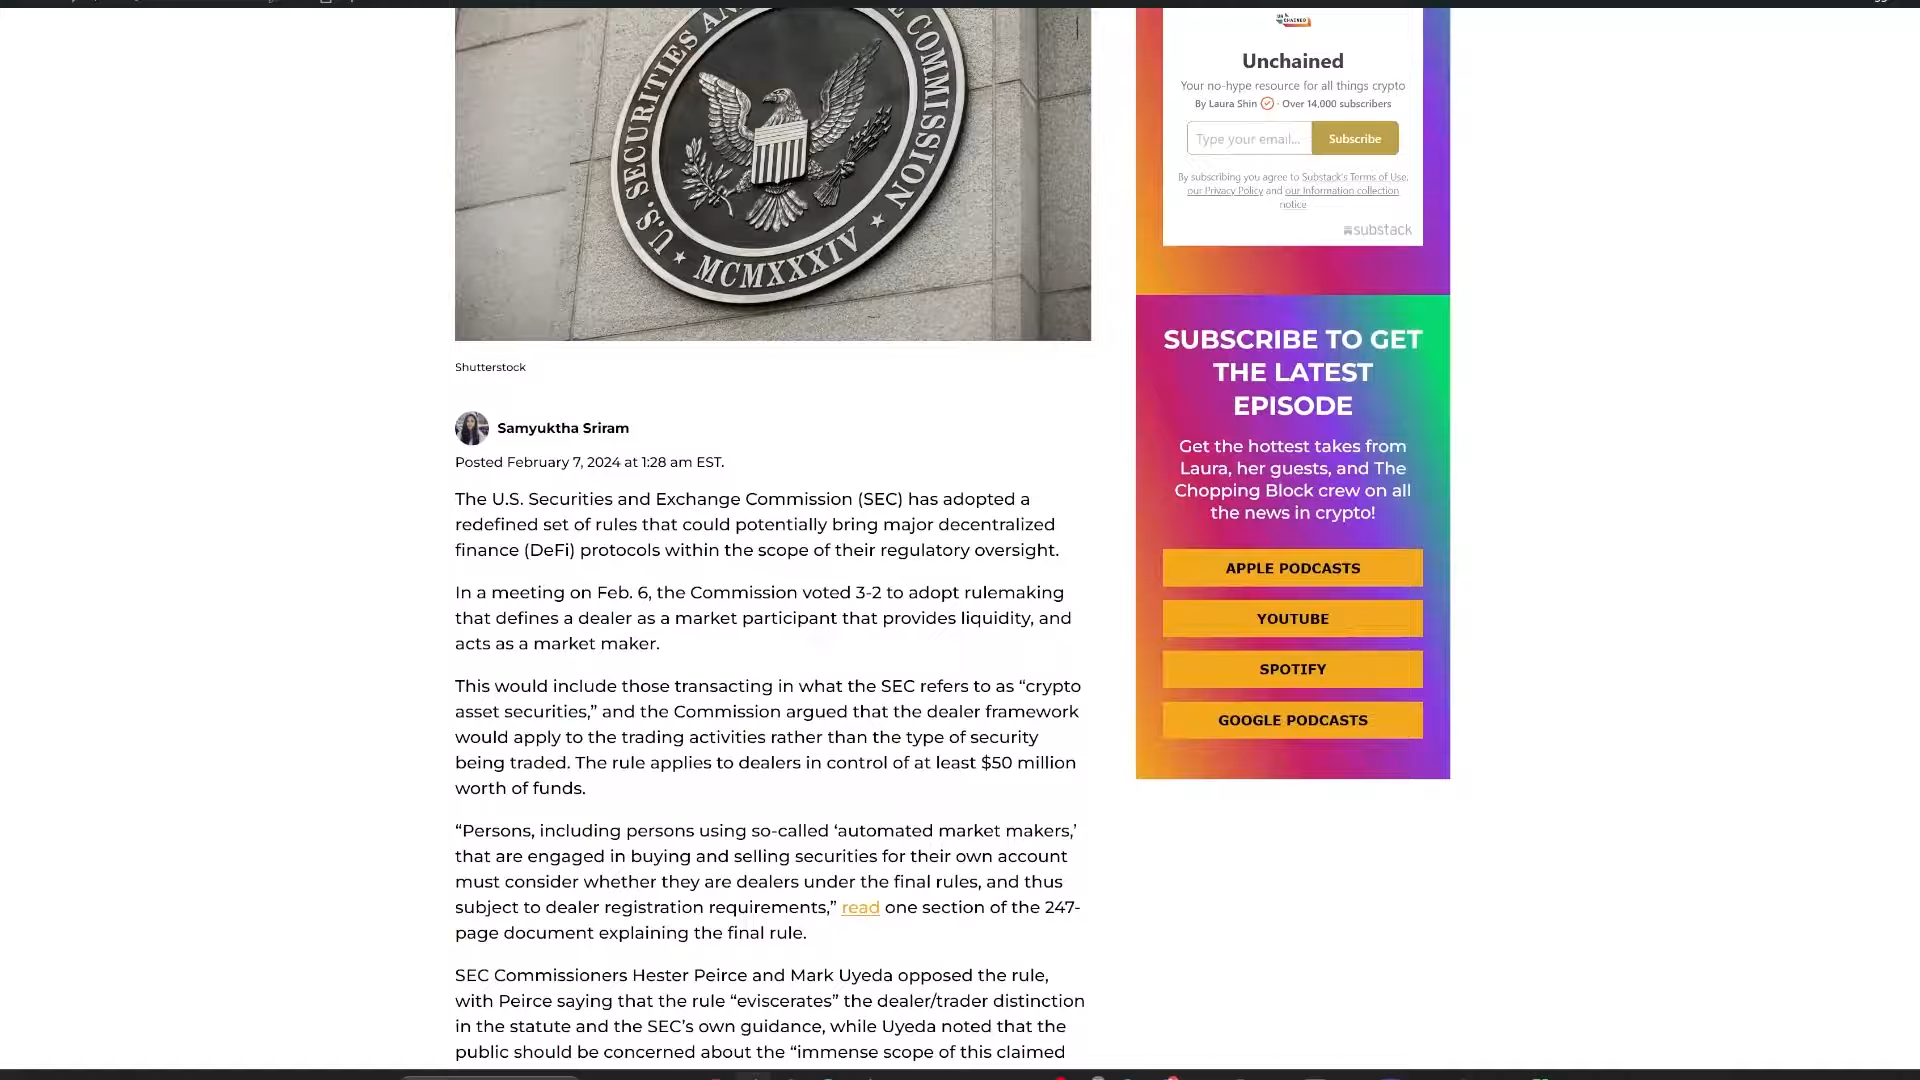 U.S. SECURITIES AN E COMMISSION
MCMXXXIV
Shutterstock
Samyuktha Sriram
Posted February 7, 2024 at 1:28 am EST.
The U.S. Securities and Exchange Commission (SEC) has adopted a
redefined set of rules that could potentially bring major decentralized
finance (DeFi) protocols within the scope of their regulatory oversight.
In a meeting on Feb. 6, the Commission voted 3-2 to adopt rulemaking
that defines a dealer as a market participant that provides liquidity, and
acts as a market maker.
This would include those transacting in what the SEC refers to as “crypto
asset securities,” and the Commission argued that the dealer framework
would apply to the trading activities rather than the type of security
being traded. The rule applies to dealers in control of at least $50 million
worth of funds.
“Persons, including persons using so-called ‘automated market makers,’
that are engaged in buying and selling securities for their own account
must consider whether they are dealers under the final rules, and thus
subject to dealer registration requirements,” read one section of the 247-
page document explaining the final rule.
SEC Commissioners Hester Peirce and Mark Uyeda opposed the rule,
with Peirce saying that the rule “eviscerates” the dealer/trader distinction
in the statute and the SEC’s own guidance, while Uyeda noted that the
public should be concerned about the “immense scope of this claimed
UNCHAINED
Unchained
Your no-hype resource for all things crypto
By Laura Shin · Over 14,000 subscribers
Type your email...
Subscribe
By subscribing you agree to Substack's Terms of Use,
our Privacy Policy and our Information collection
notice
substack
SUBSCRIBE TO GET
THE LATEST
EPISODE
Get the hottest takes from
Laura, her guests, and The
Chopping Block crew on all
the news in crypto!
APPLE PODCASTS
YOUTUBE
SPOTIFY
GOOGLE PODCASTS